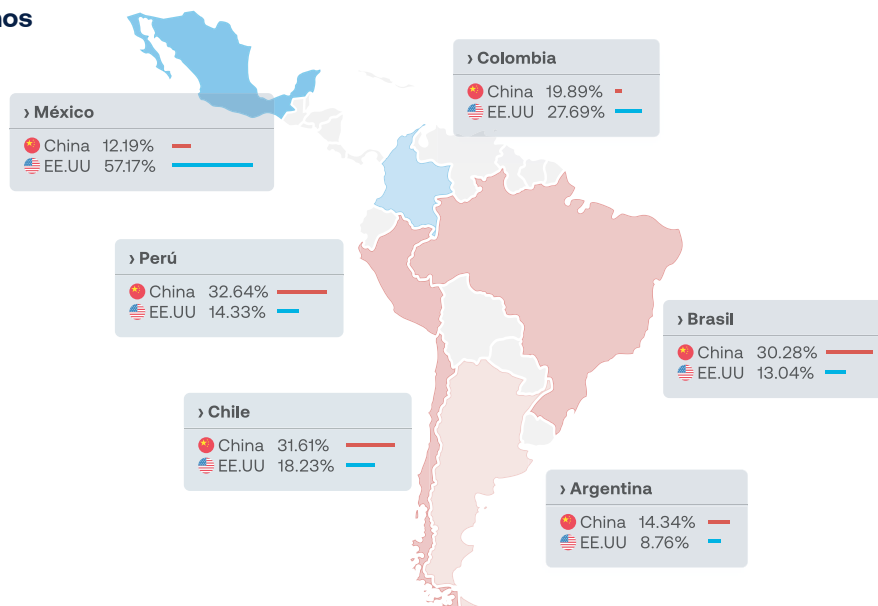 › Colombia
China 19.89%
EE.UU 27.69%
› México
China 12.19%
EE.UU 57.17%
› Perú
China 32.64%
EE.UU 14.33%
› Brasil
China 30.28%
EE.UU 13.04%
› Chile
China 31.61%
EE.UU 18.23%
› Argentina
China 14.34%
EE.UU 8.76%